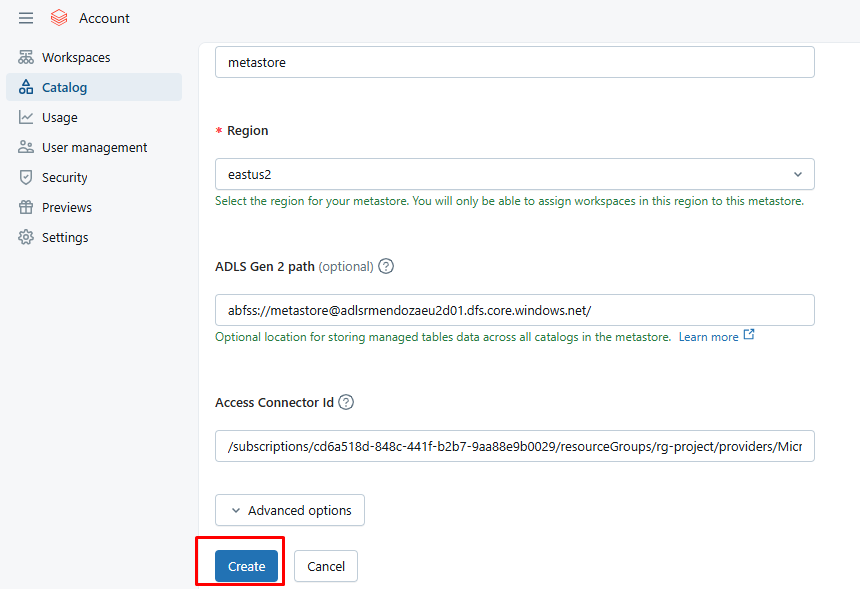 Account
Workspaces
Catalog
Usage
User management
Security
Previews
Settings
metastore
* Region
eastus2
Select the region for your metastore. You will only be able to assign workspaces in this region to this metastore.
ADLS Gen 2 path (optional) ?
abfss://metastore@adlsrmendozaeu2d01.dfs.core.windows.net/
Optional location for storing managed tables data across all catalogs in the metastore. Learn more
Access Connector Id ?
/subscriptions/cd6a518d-848c-441f-b2b7-9aa88e9b0029/resourceGroups/rg-project/providers/Micr
Advanced options
Create Cancel